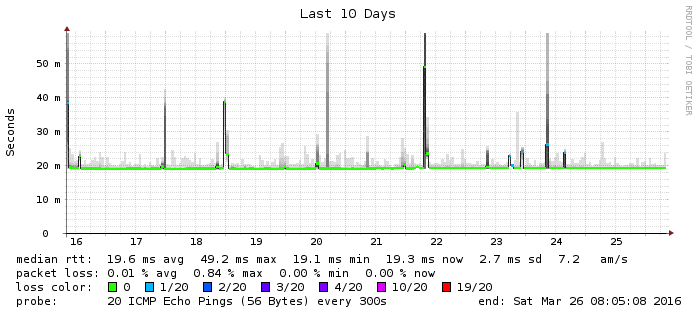 Last 10 Days
RRDTOOL / TOBI OETIKER
Seconds
50 m
40 m
30 m
20 m
10 m
0
16 17 18 19 20 21 22 23 24 25
median rtt: 19.6 ms avg 49.2 ms max 19.1 ms min 19.3 ms now 2.7 ms sd 7.2 am/s
packet loss: 0.01 % avg 0.84 % max 0.00 % min 0.00 % now
loss color: 0 1/20 2/20 3/20 4/20 10/20 19/20
probe: 20 ICMP Echo Pings (56 Bytes) every 300s end: Sat Mar 26 08:05:08 2016